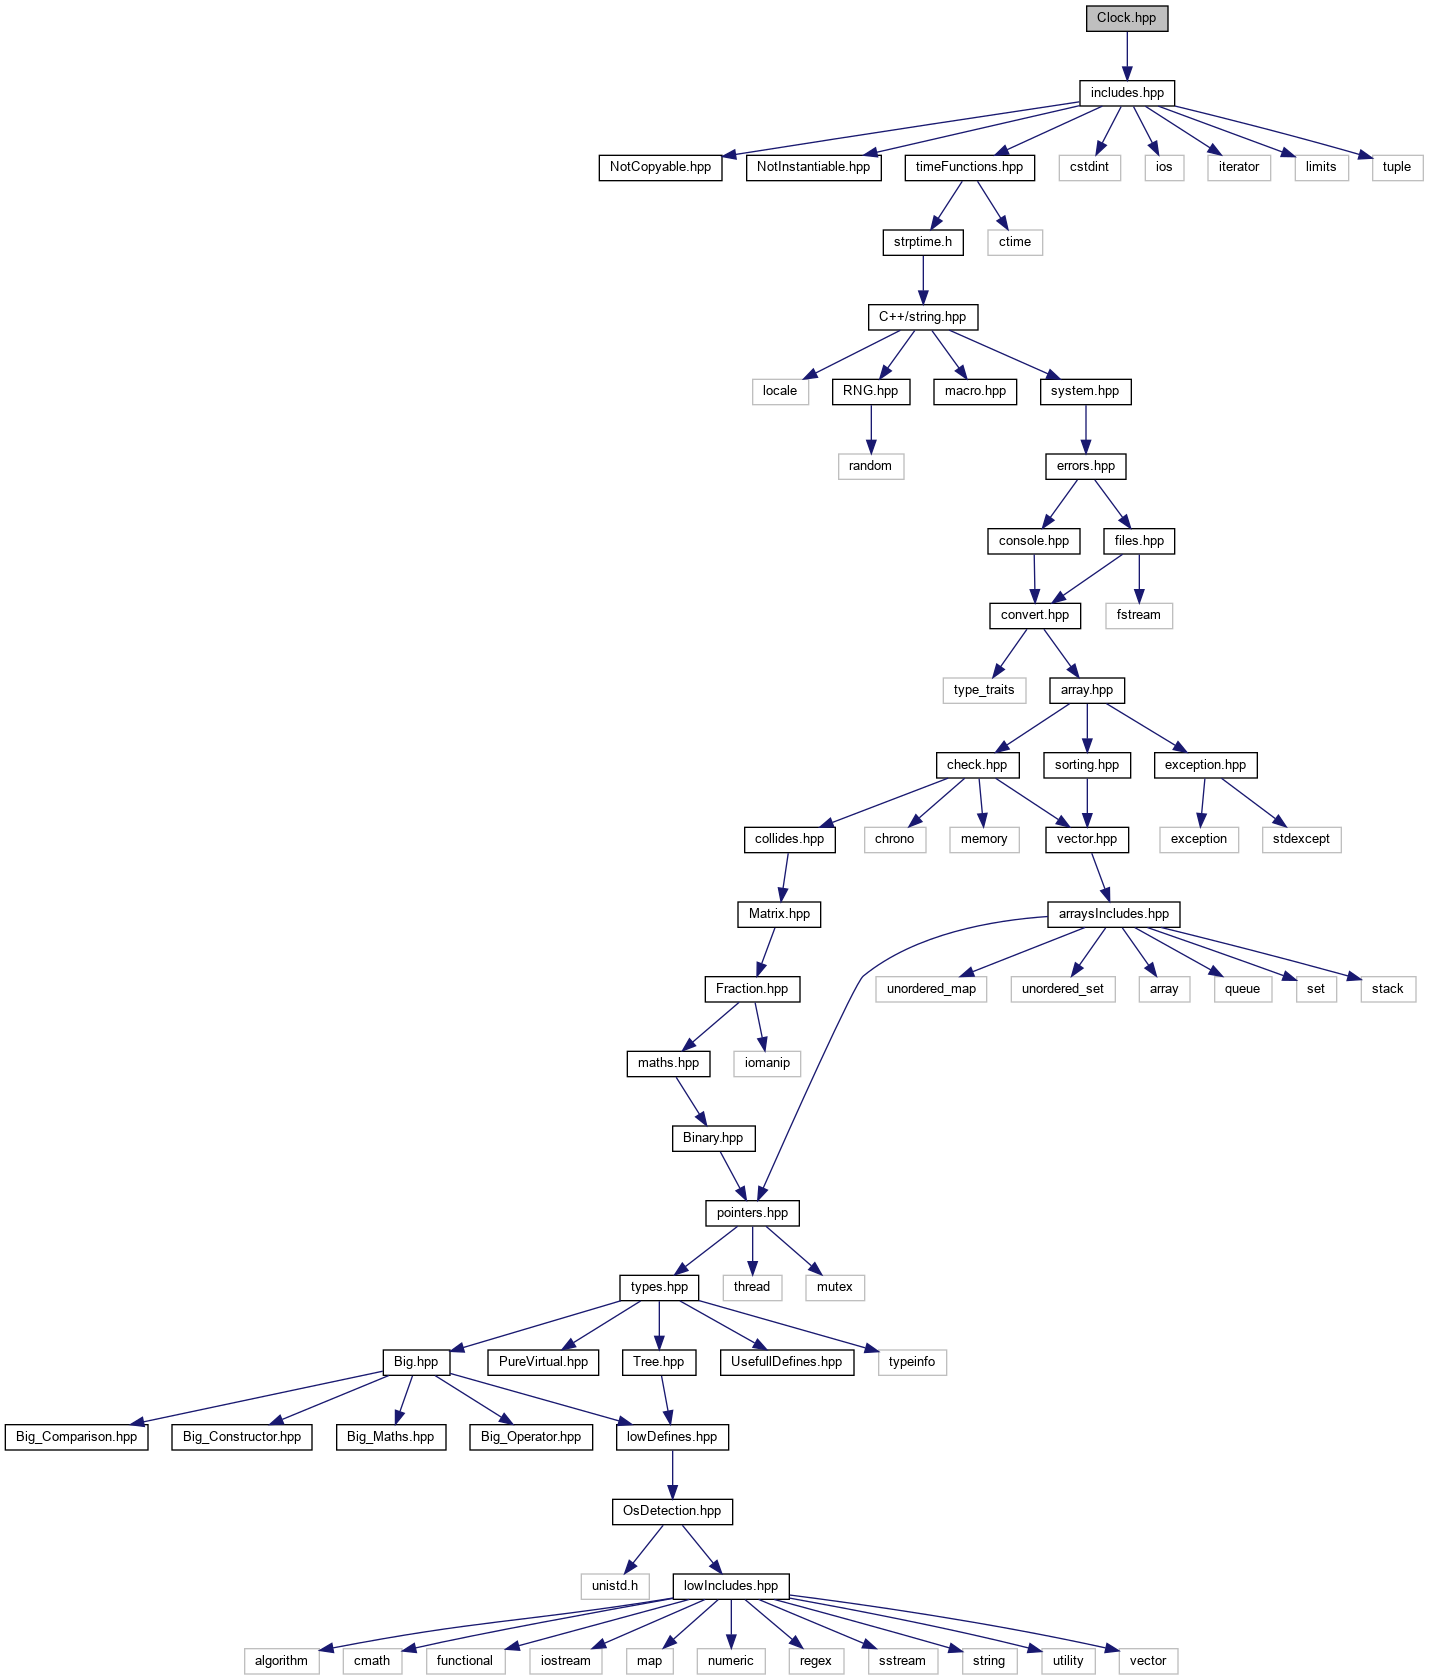 Clock.hpp
includes.hpp
NotCopyable.hpp
NotInstantiable.hpp
timeFunctions.hpp
cstdint
ios
iterator
limits
tuple
strptime.h
ctime
C++/string.hpp
locale
RNG.hpp
macro.hpp
system.hpp
random
errors.hpp
console.hpp
files.hpp
convert.hpp
fstream
type_traits
array.hpp
check.hpp
sorting.hpp
exception.hpp
collides.hpp
chrono
memory
vector.hpp
exception
stdexcept
Matrix.hpp
arraysIncludes.hpp
Fraction.hpp
unordered_map
unordered_set
array
queue
set
stack
maths.hpp
iomanip
Binary.hpp
pointers.hpp
types.hpp
thread
mutex
Big.hpp
PureVirtual.hpp
Tree.hpp
UsefullDefines.hpp
typeinfo
Big_Comparison.hpp
Big_Constructor.hpp
Big_Maths.hpp
Big_Operator.hpp
lowDefines.hpp
OsDetection.hpp
unistd.h
lowIncludes.hpp
algorithm
cmath
functional
iostream
map
numeric
regex
sstream
string
utility
vector